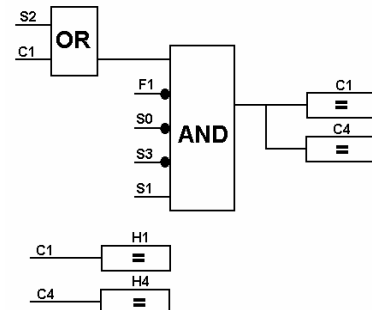 S2
OR
C1
F1
C1
=
S0
AND
C4
=
S3
S1
H1
C1
=
H4
C4
=